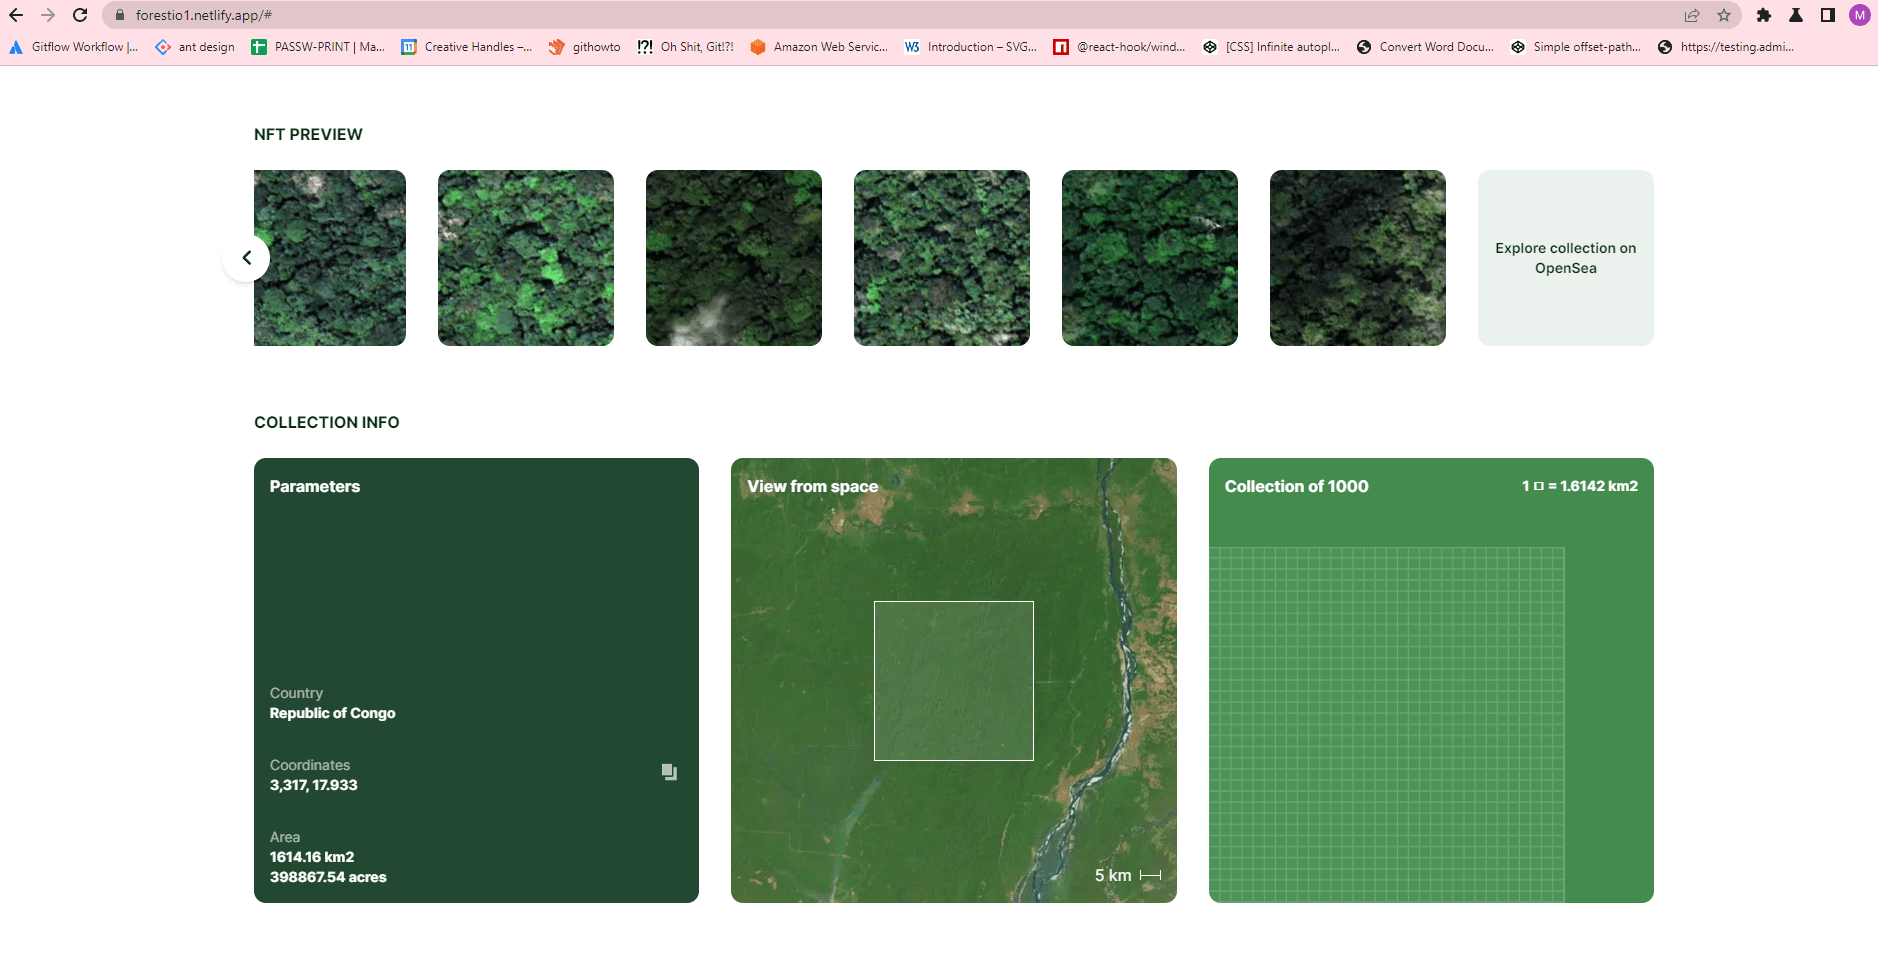 forestio1.netlify.app/#
M
Gitflow Workflow |...
ant design
PASSW-PRINT | Ma...
11
Creative Handles –...
githowto
!?! Oh Shit, Git!?!
Amazon Web Servic...
W3 Introduction – SVG...
@react-hook/wind...
[CSS] Infinite autopl...
Convert Word Docu...
Simple offset-path...
https://testing.admi...
NFT PREVIEW
Explore collection on
OpenSea
COLLECTION INFO
Parameters
Country
Republic of Congo
Coordinates
3,317, 17.933
Area
1614.16 km2
398867.54 acres
View from space
5 km
Collection of 1000
1 □ = 1.6142 km2